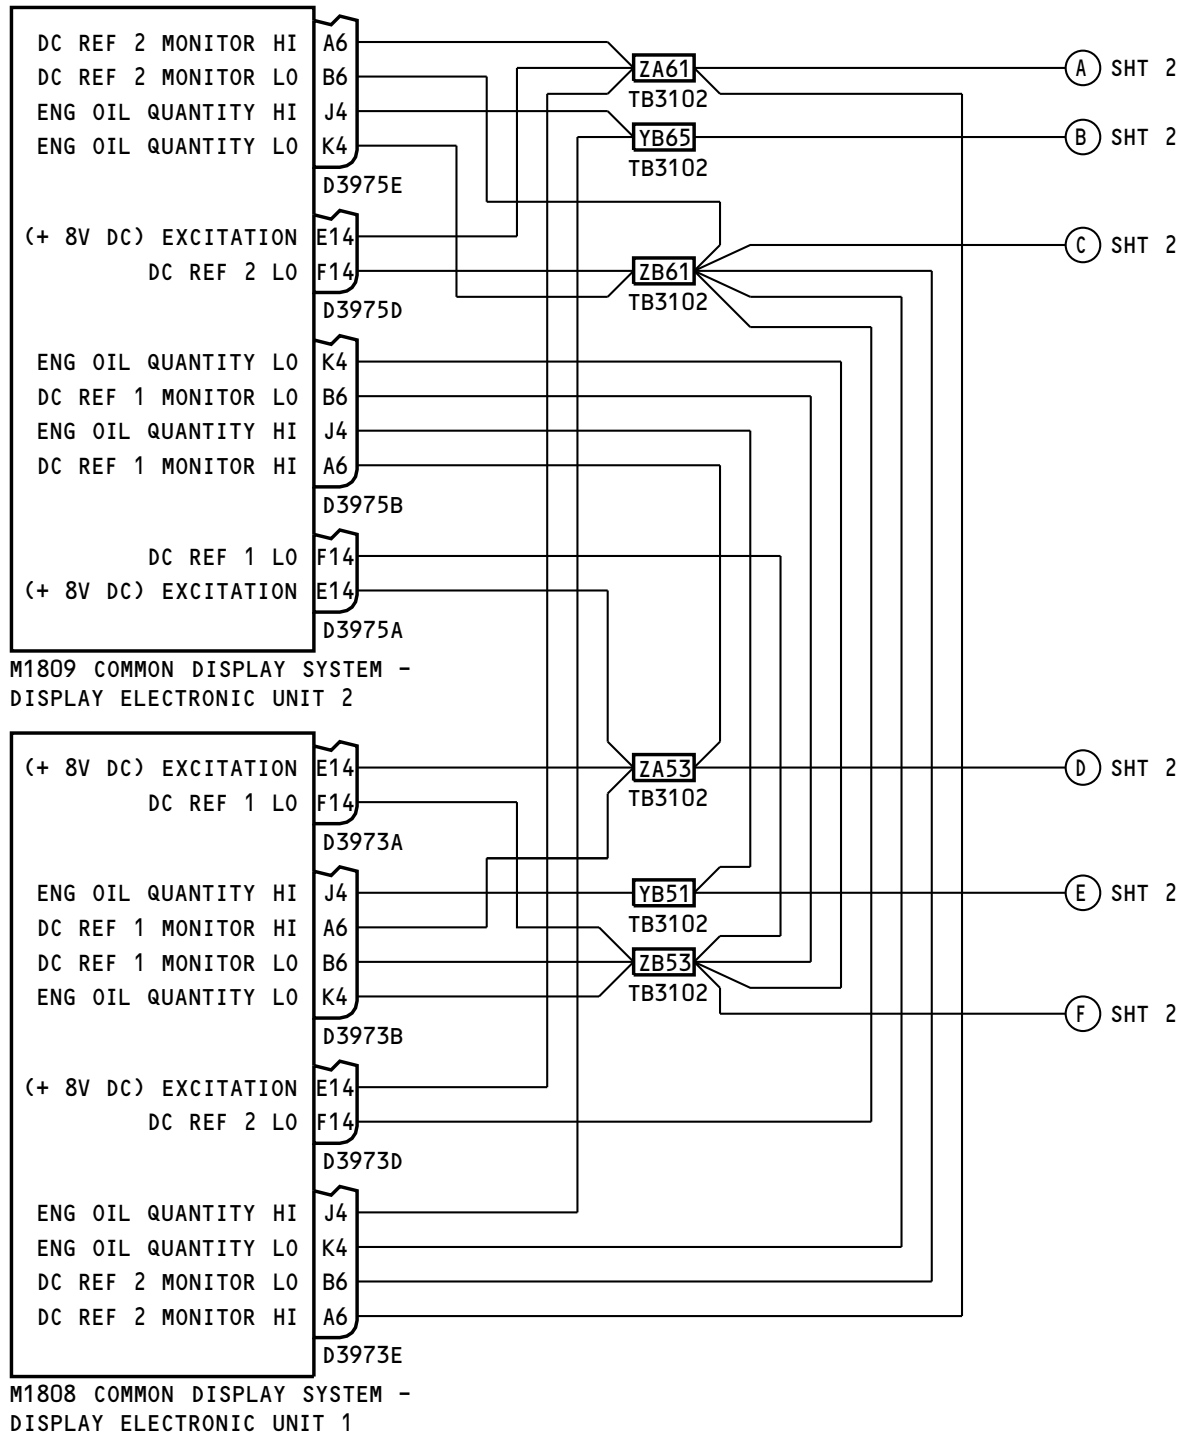 DC REF 2 MONITOR HI A6
DC REF 2 MONITOR LO B6
ENG OIL QUANTITY HI J4
ENG OIL QUANTITY LO K4
D3975E
(+ 8V DC) EXCITATION E14
DC REF 2 LO F14
D3975D
ENG OIL QUANTITY LO K4
DC REF 1 MONITOR LO B6
ENG OIL QUANTITY HI J4
DC REF 1 MONITOR HI A6
D3975B
DC REF 1 LO F14
(+ 8V DC) EXCITATION E14
D3975A
M1809 COMMON DISPLAY SYSTEM -
DISPLAY ELECTRONIC UNIT 2
(+ 8V DC) EXCITATION E14
DC REF 1 LO F14
D3973A
ENG OIL QUANTITY HI J4
DC REF 1 MONITOR HI A6
DC REF 1 MONITOR LO B6
ENG OIL QUANTITY LO K4
D3973B
(+ 8V DC) EXCITATION E14
DC REF 2 LO F14
D3973D
ENG OIL QUANTITY HI J4
ENG OIL QUANTITY LO K4
DC REF 2 MONITOR LO B6
DC REF 2 MONITOR HI A6
D3973E
M1808 COMMON DISPLAY SYSTEM -
DISPLAY ELECTRONIC UNIT 1
ZA61
TB3102
YB65
TB3102
ZB61
TB3102
ZA53
TB3102
YB51
TB3102
ZB53
TB3102
A SHT 2
B SHT 2
C SHT 2
D SHT 2
E SHT 2
F SHT 2